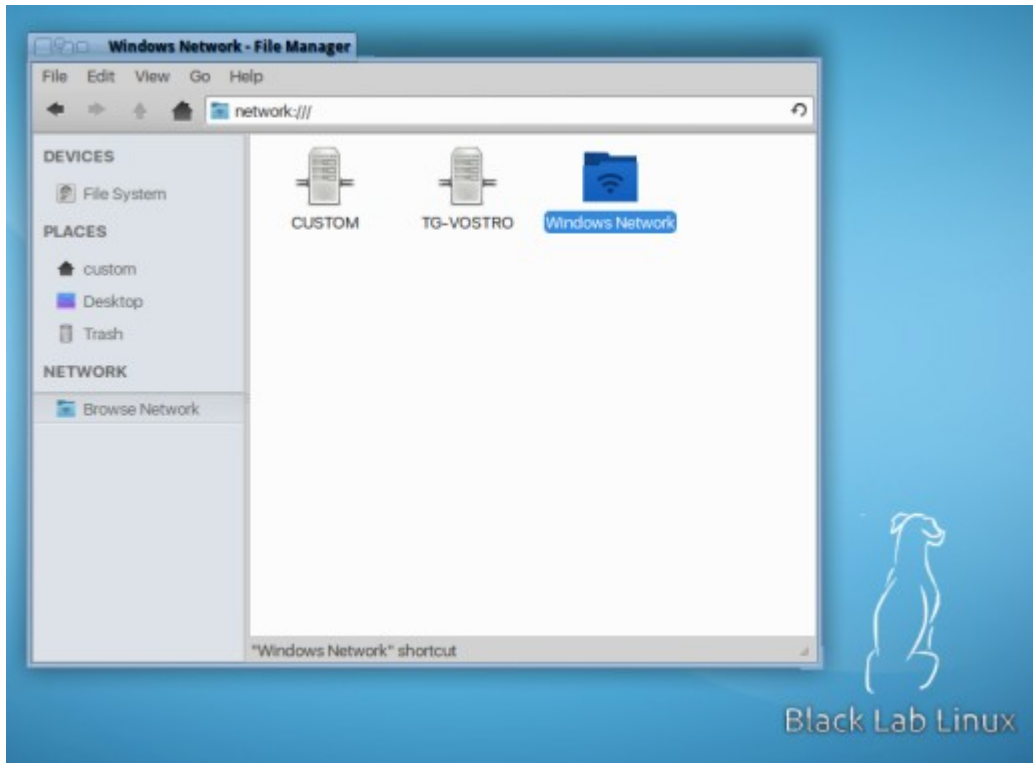 Windows Network - File Manager
File Edit View Go Help
network:///
DEVICES
File System
PLACES
custom
Desktop
Trash
NETWORK
Browse Network
CUSTOM TG-VOSTRO Windows Network
"Windows Network" shortcut
Black Lab Linux